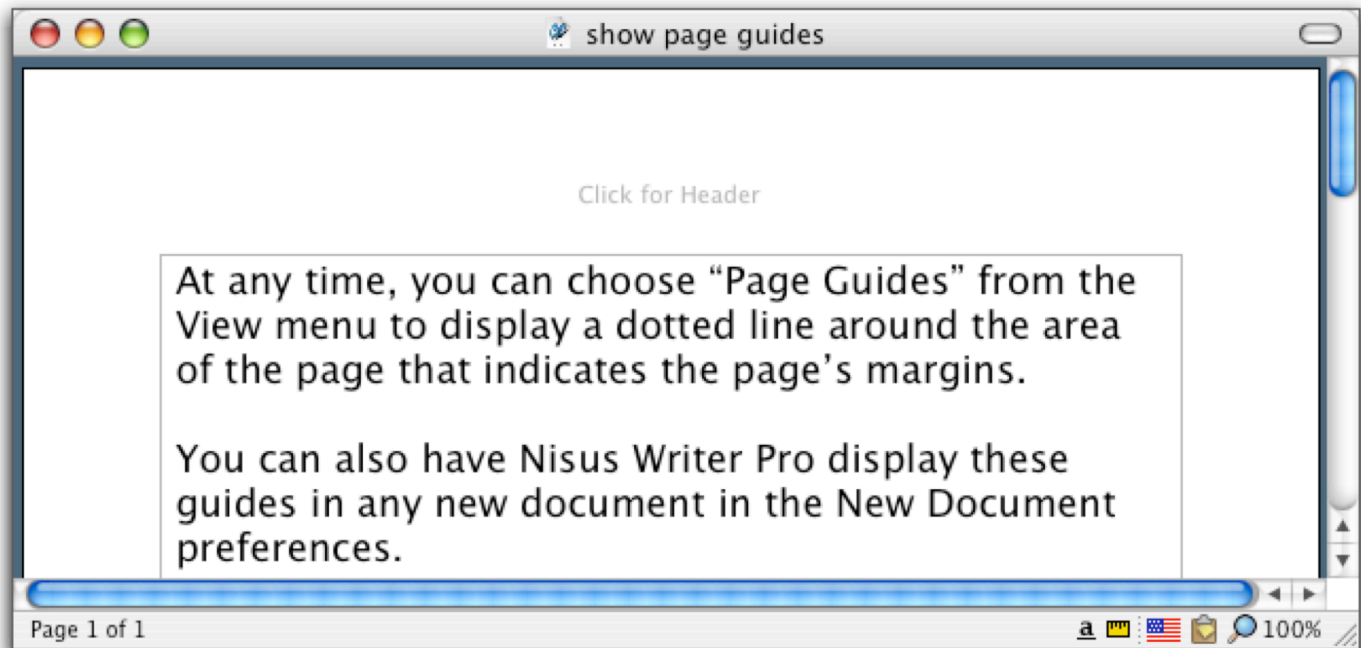 show page guides
Click for Header
At any time, you can choose “Page Guides” from the
View menu to display a dotted line around the area
of the page that indicates the page’s margins.
You can also have Nisus Writer Pro display these
guides in any new document in the New Document
preferences.
Page 1 of 1
a
100%